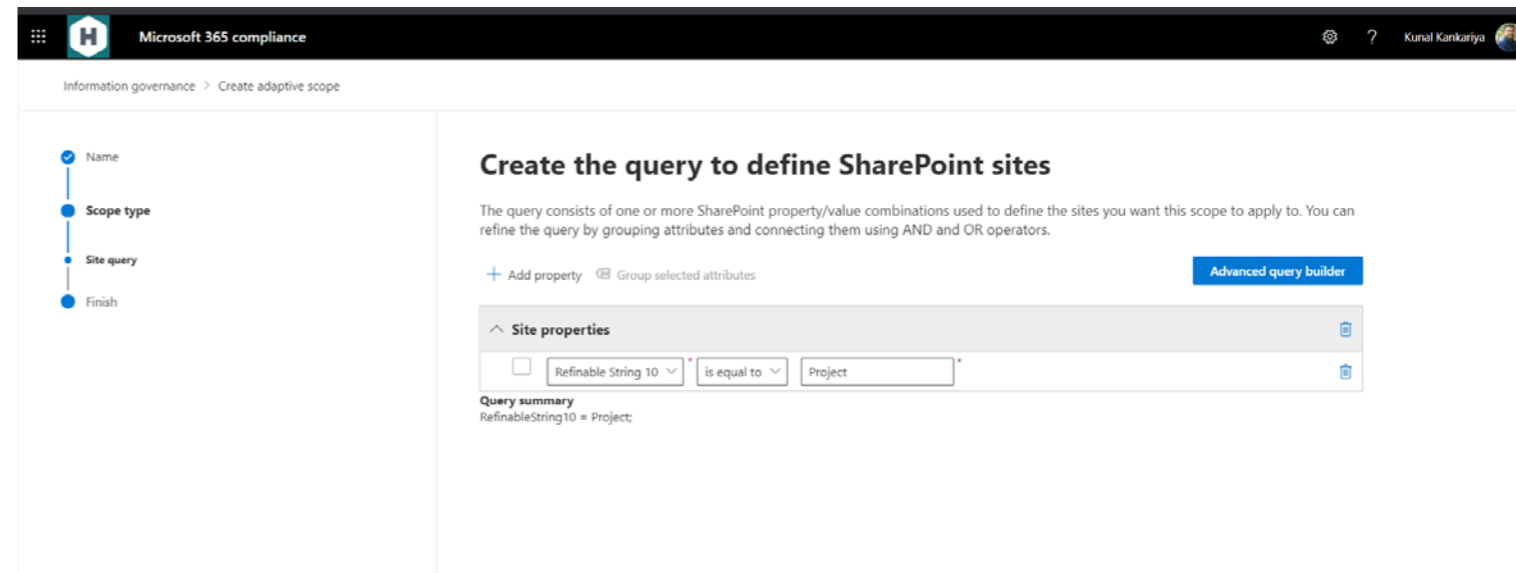 H Microsoft 365 compliance ? Kunal Kankariya
Information governance > Create adaptive scope
Name
Scope type
Site query
Finish
Create the query to define SharePoint sites
The query consists of one or more SharePoint property/value combinations used to define the sites you want this scope to apply to. You can
refine the query by grouping attributes and connecting them using AND and OR operators.
+ Add property Group selected attributes Advanced query builder
Site properties
Refinable String 10 * is equal to Project *
Query summary
RefinableString10 = Project;